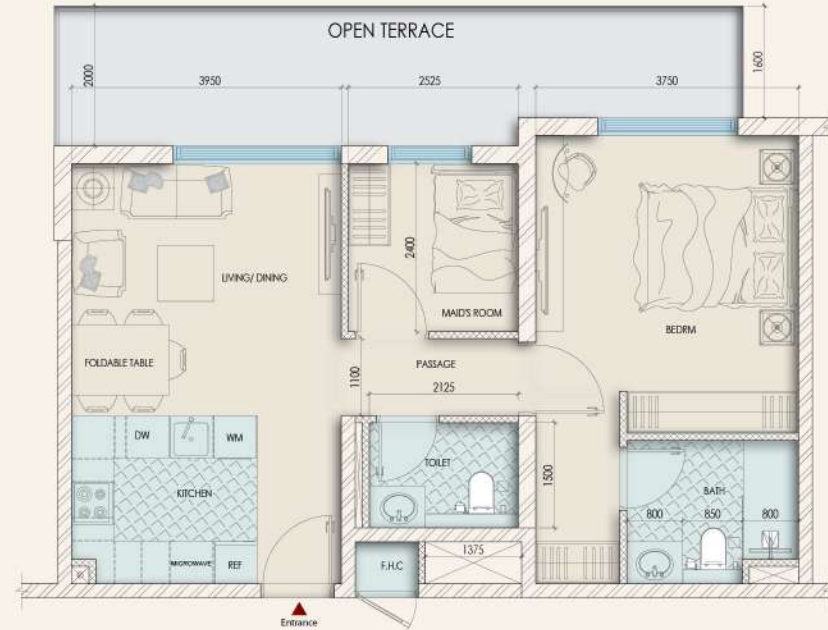 OPEN TERRACE
2000
3950
2525
3750
1600
LIVING/ DINING
2400
MAID'S ROOM
BEDRM
FOLDABLE TABLE
PASSAGE
1100
2125
DW
WM
KITCHEN
TOILET
1500
BATH
800
850
800
MICROWAVE
REF
F.H.C
1375
Entrance